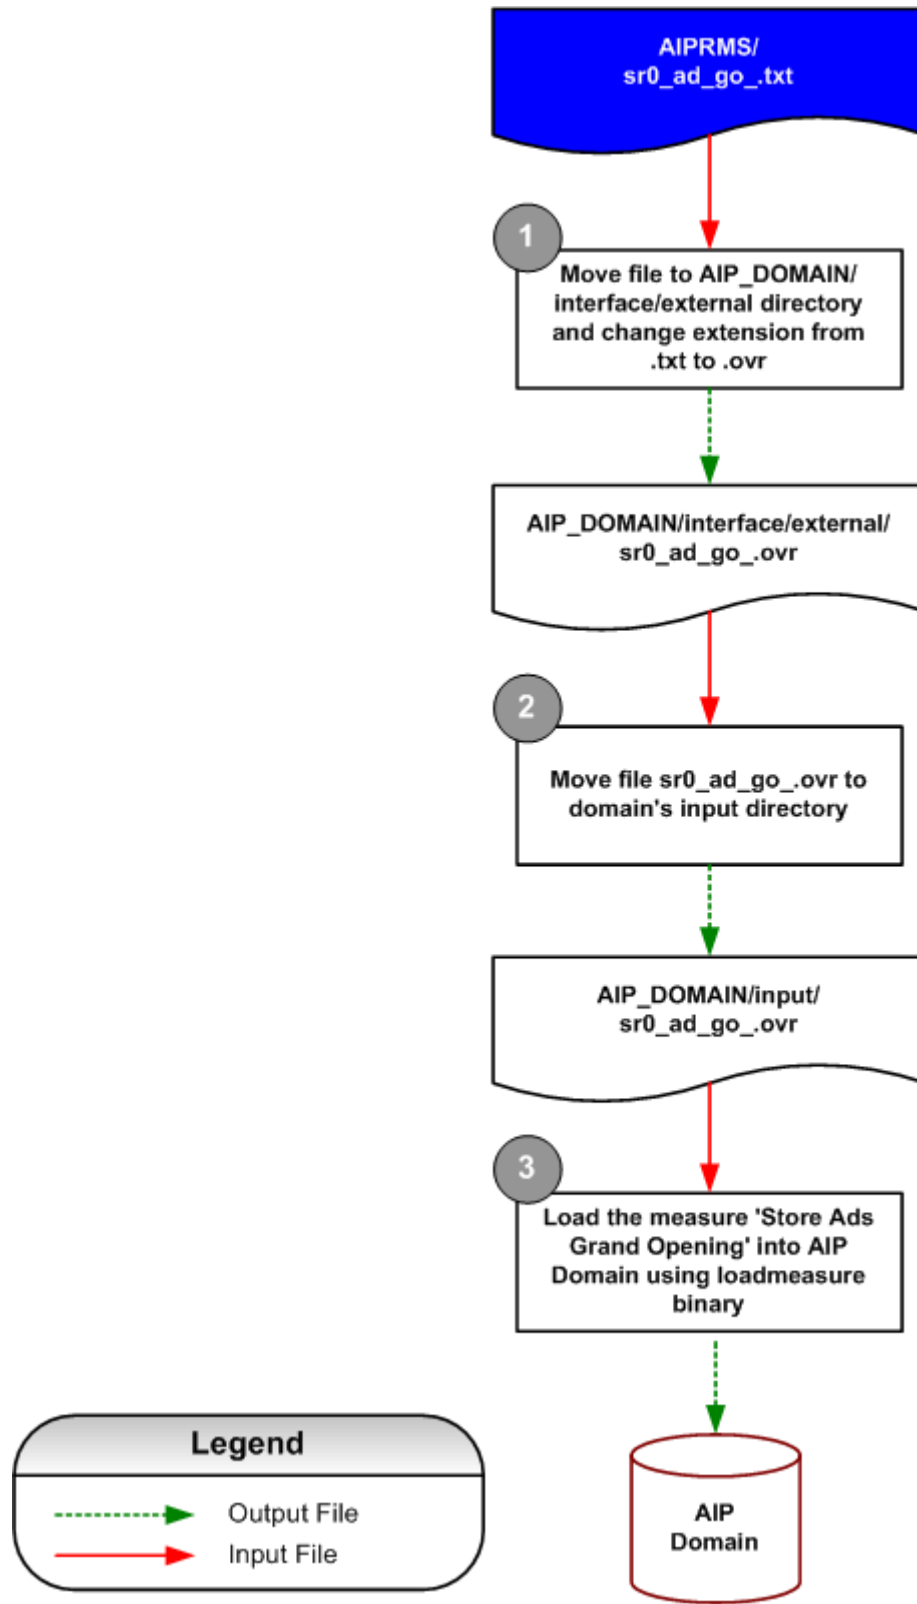 AIPRMS/
sr0_ad_go_.txt
1
Move file to AIP_DOMAIN/
interface/external directory
and change extension from
.txt to .ovr
AIP_DOMAIN/interface/external/
sr0_ad_go_.ovr
2
Move file sr0_ad_go_.ovr to
domain's input directory
AIP_DOMAIN/input/
sr0_ad_go_.ovr
3
Load the measure 'Store Ads
Grand Opening' into AIP
Domain using loadmeasure
binary
AIP
Domain
Legend
Output File
Input File